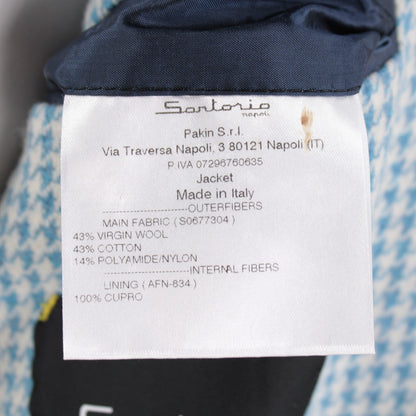 Sartorio
napoli
Pakin S.r.l.
Via Traversa Napoli, 3 80121 Napoli (IT)
P.IVA 07296760635
Jacket
Made in Italy
--------------------OUTERFIBERS
MAIN FABRIC ( S0677304 )
43% VIRGIN WOOL
43% COTTON
14% POLYAMIDE/NYLON
--------------------INTERNAL FIBERS
LINING ( AFN-834 )
100% CUPRO